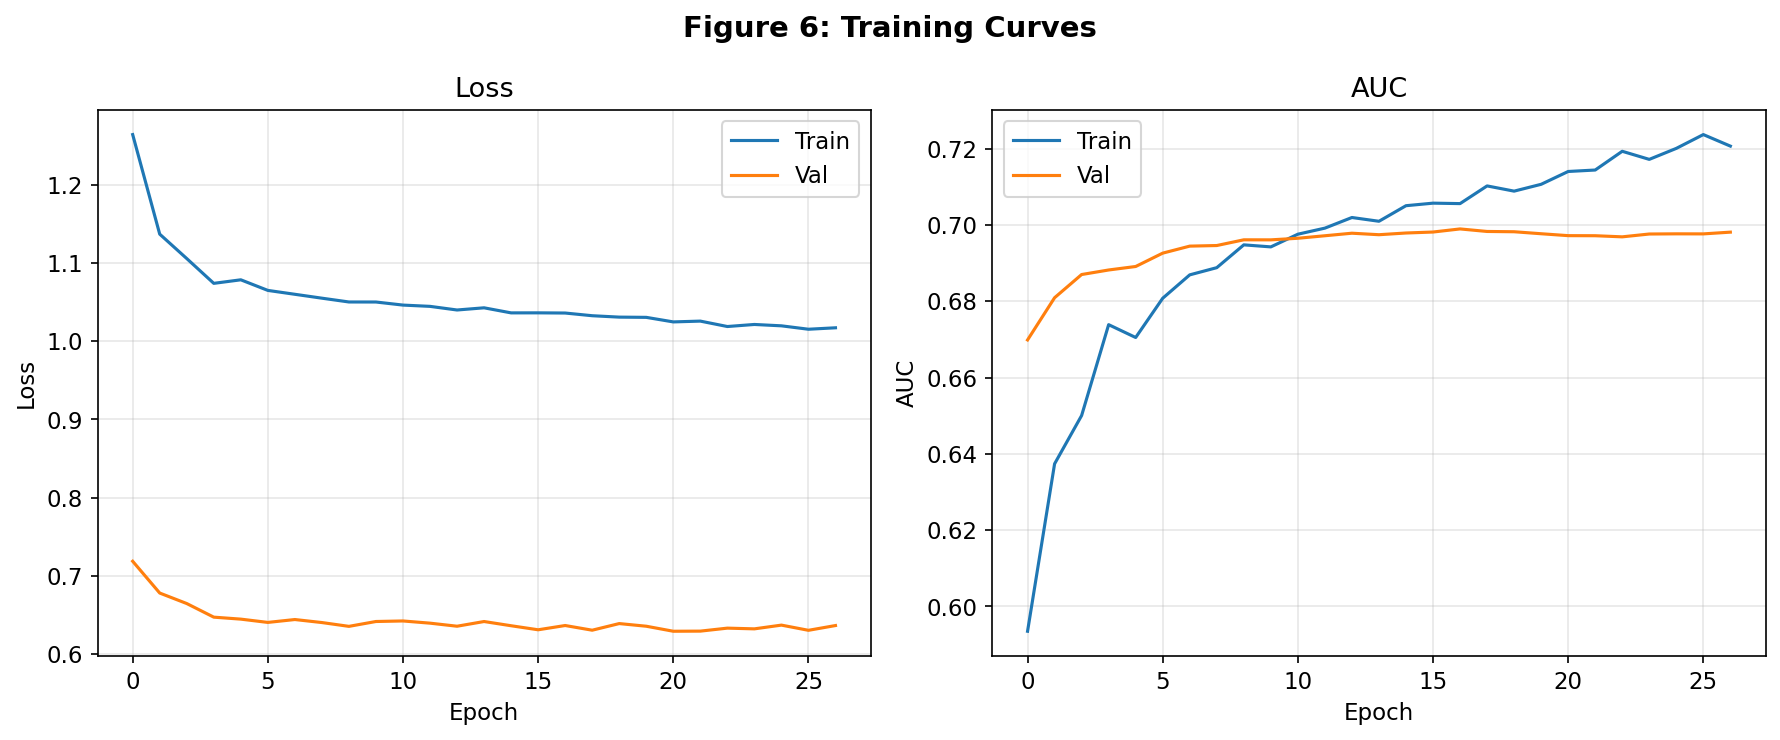 Figure 6: Training Curves
Loss
Train
Val
1.2
1.1
1.0
0.9
0.8
0.7
0.6
Loss
0 5 10 15 20 25
Epoch
AUC
Train
Val
0.72
0.70
0.68
0.66
0.64
0.62
0.60
AUC
0 5 10 15 20 25
Epoch